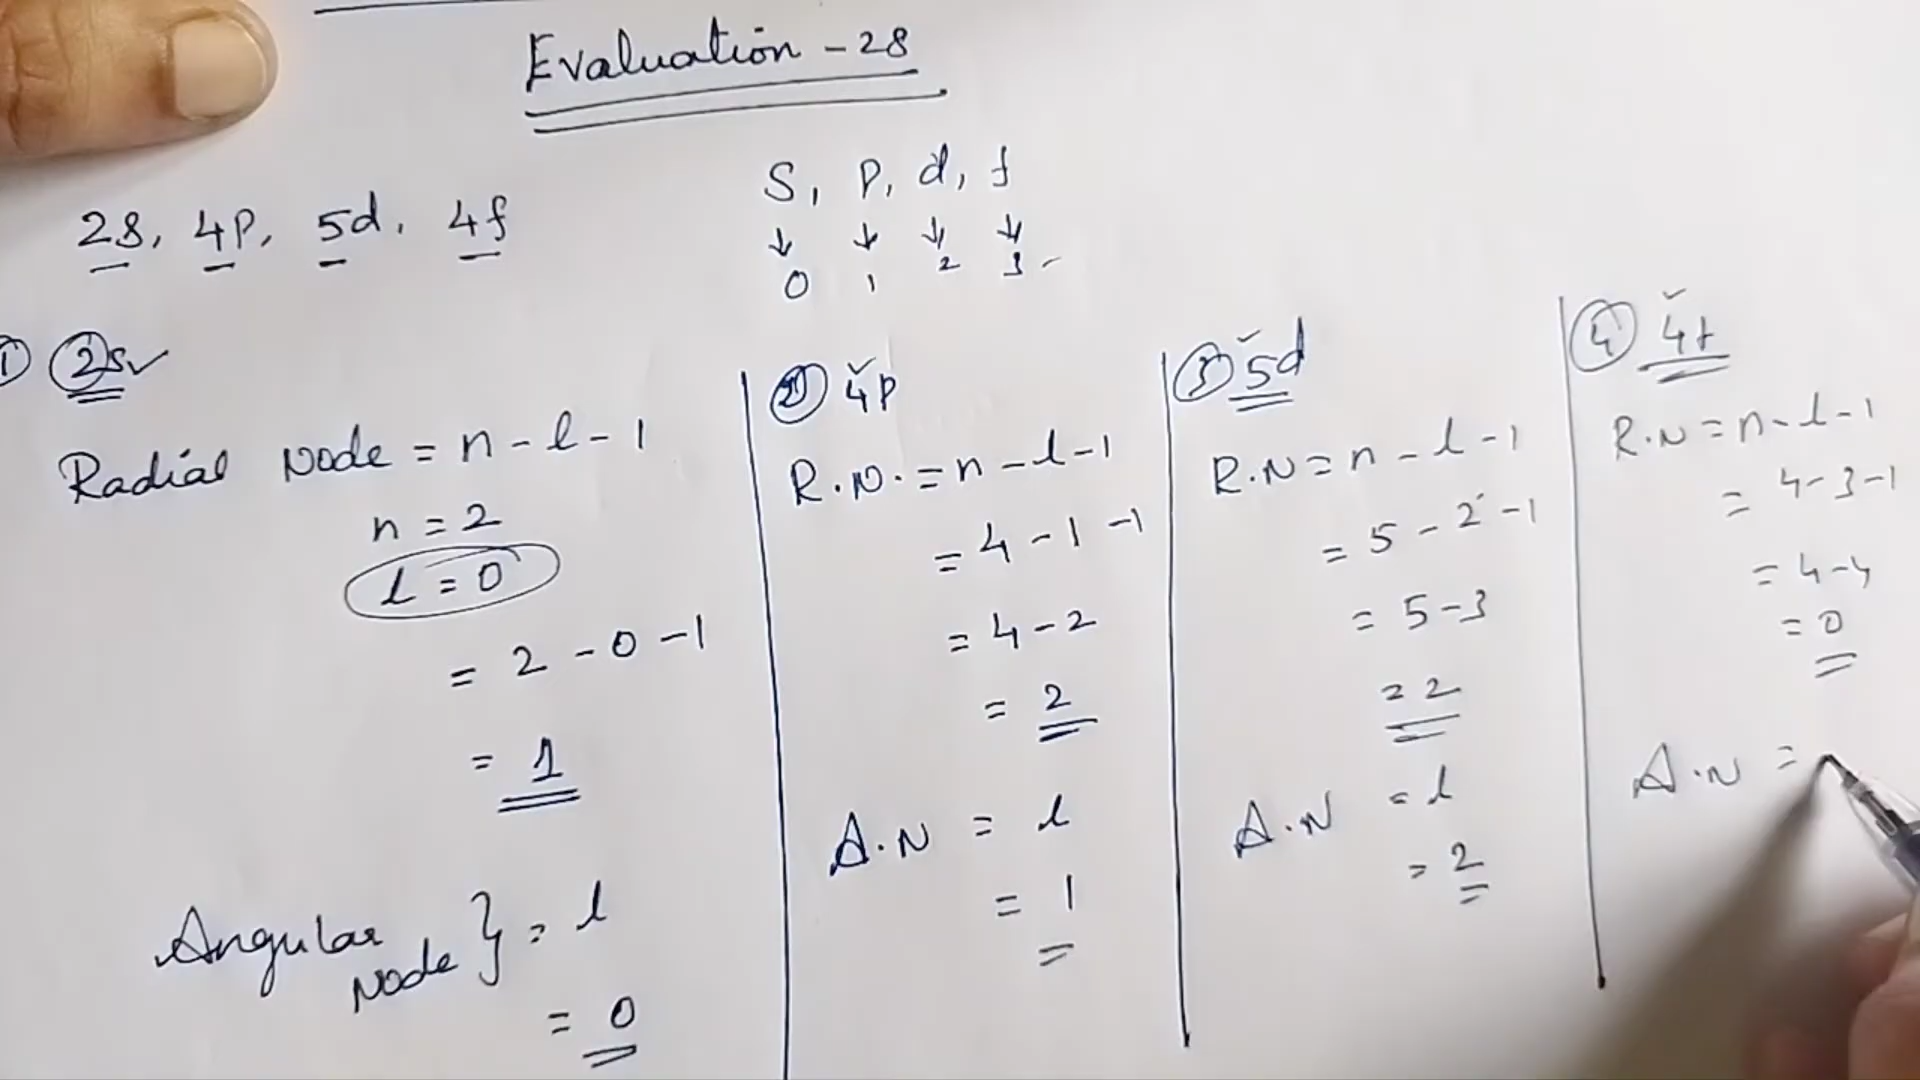 Evaluation - 28
S, P, d, f
↓ ↓ ↓ ↓
0 1 2 3
2s, 4P, 5d, 4f
① 2s✓
Radial Node = n - l - 1
n = 2
l = 0
= 2 - 0 - 1
= 1
Angular Node } = l
= 0
② 4P
R.N. = n - l - 1
= 4 - 1 - 1
= 4 - 2
= 2
A.N = l
= 1
③ 5d
R.N = n - l - 1
= 5 - 2 - 1
= 5 - 3
= 2
A.N = l
= 2
④ 4f
R.N = n - l - 1
= 4 - 3 - 1
= 4 - 4
= 0
A.N =